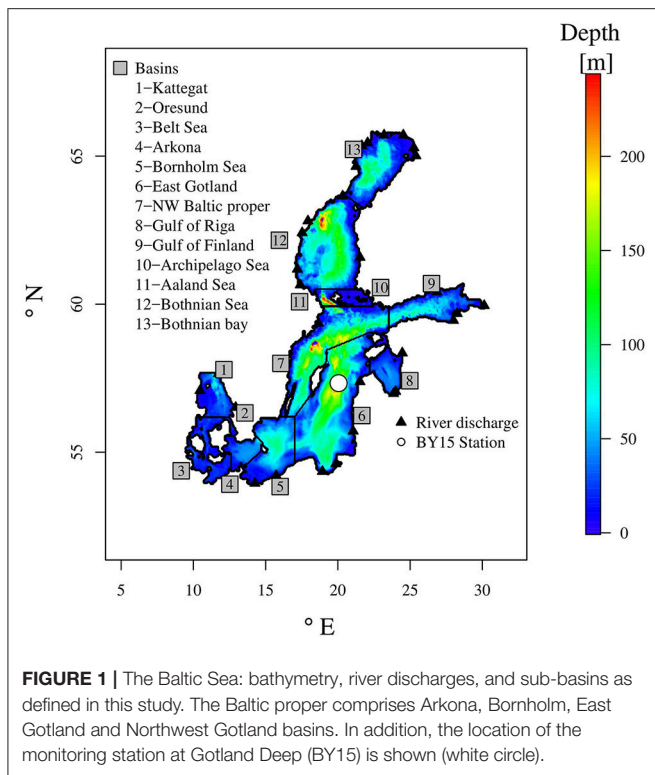 Depth
[m]
Basins
1−Kattegat
2−Oresund
3−Belt Sea
4−Arkona
5−Bornholm Sea
6−East Gotland
7−NW Baltic proper
8−Gulf of Riga
9−Gulf of Finland
10−Archipelago Sea
11−Aaland Sea
12−Bothnian Sea
13−Bothnian bay
13
12
11
10
9
8
7
6
5
4
3
2
1
River discharge
BY15 Station
65
60
55
° N
5
10
15
20
25
30
° E
200
150
100
50
0
FIGURE 1 | The Baltic Sea: bathymetry, river discharges, and sub-basins as
defined in this study. The Baltic proper comprises Arkona, Bornholm, East
Gotland and Northwest Gotland basins. In addition, the location of the
monitoring station at Gotland Deep (BY15) is shown (white circle).